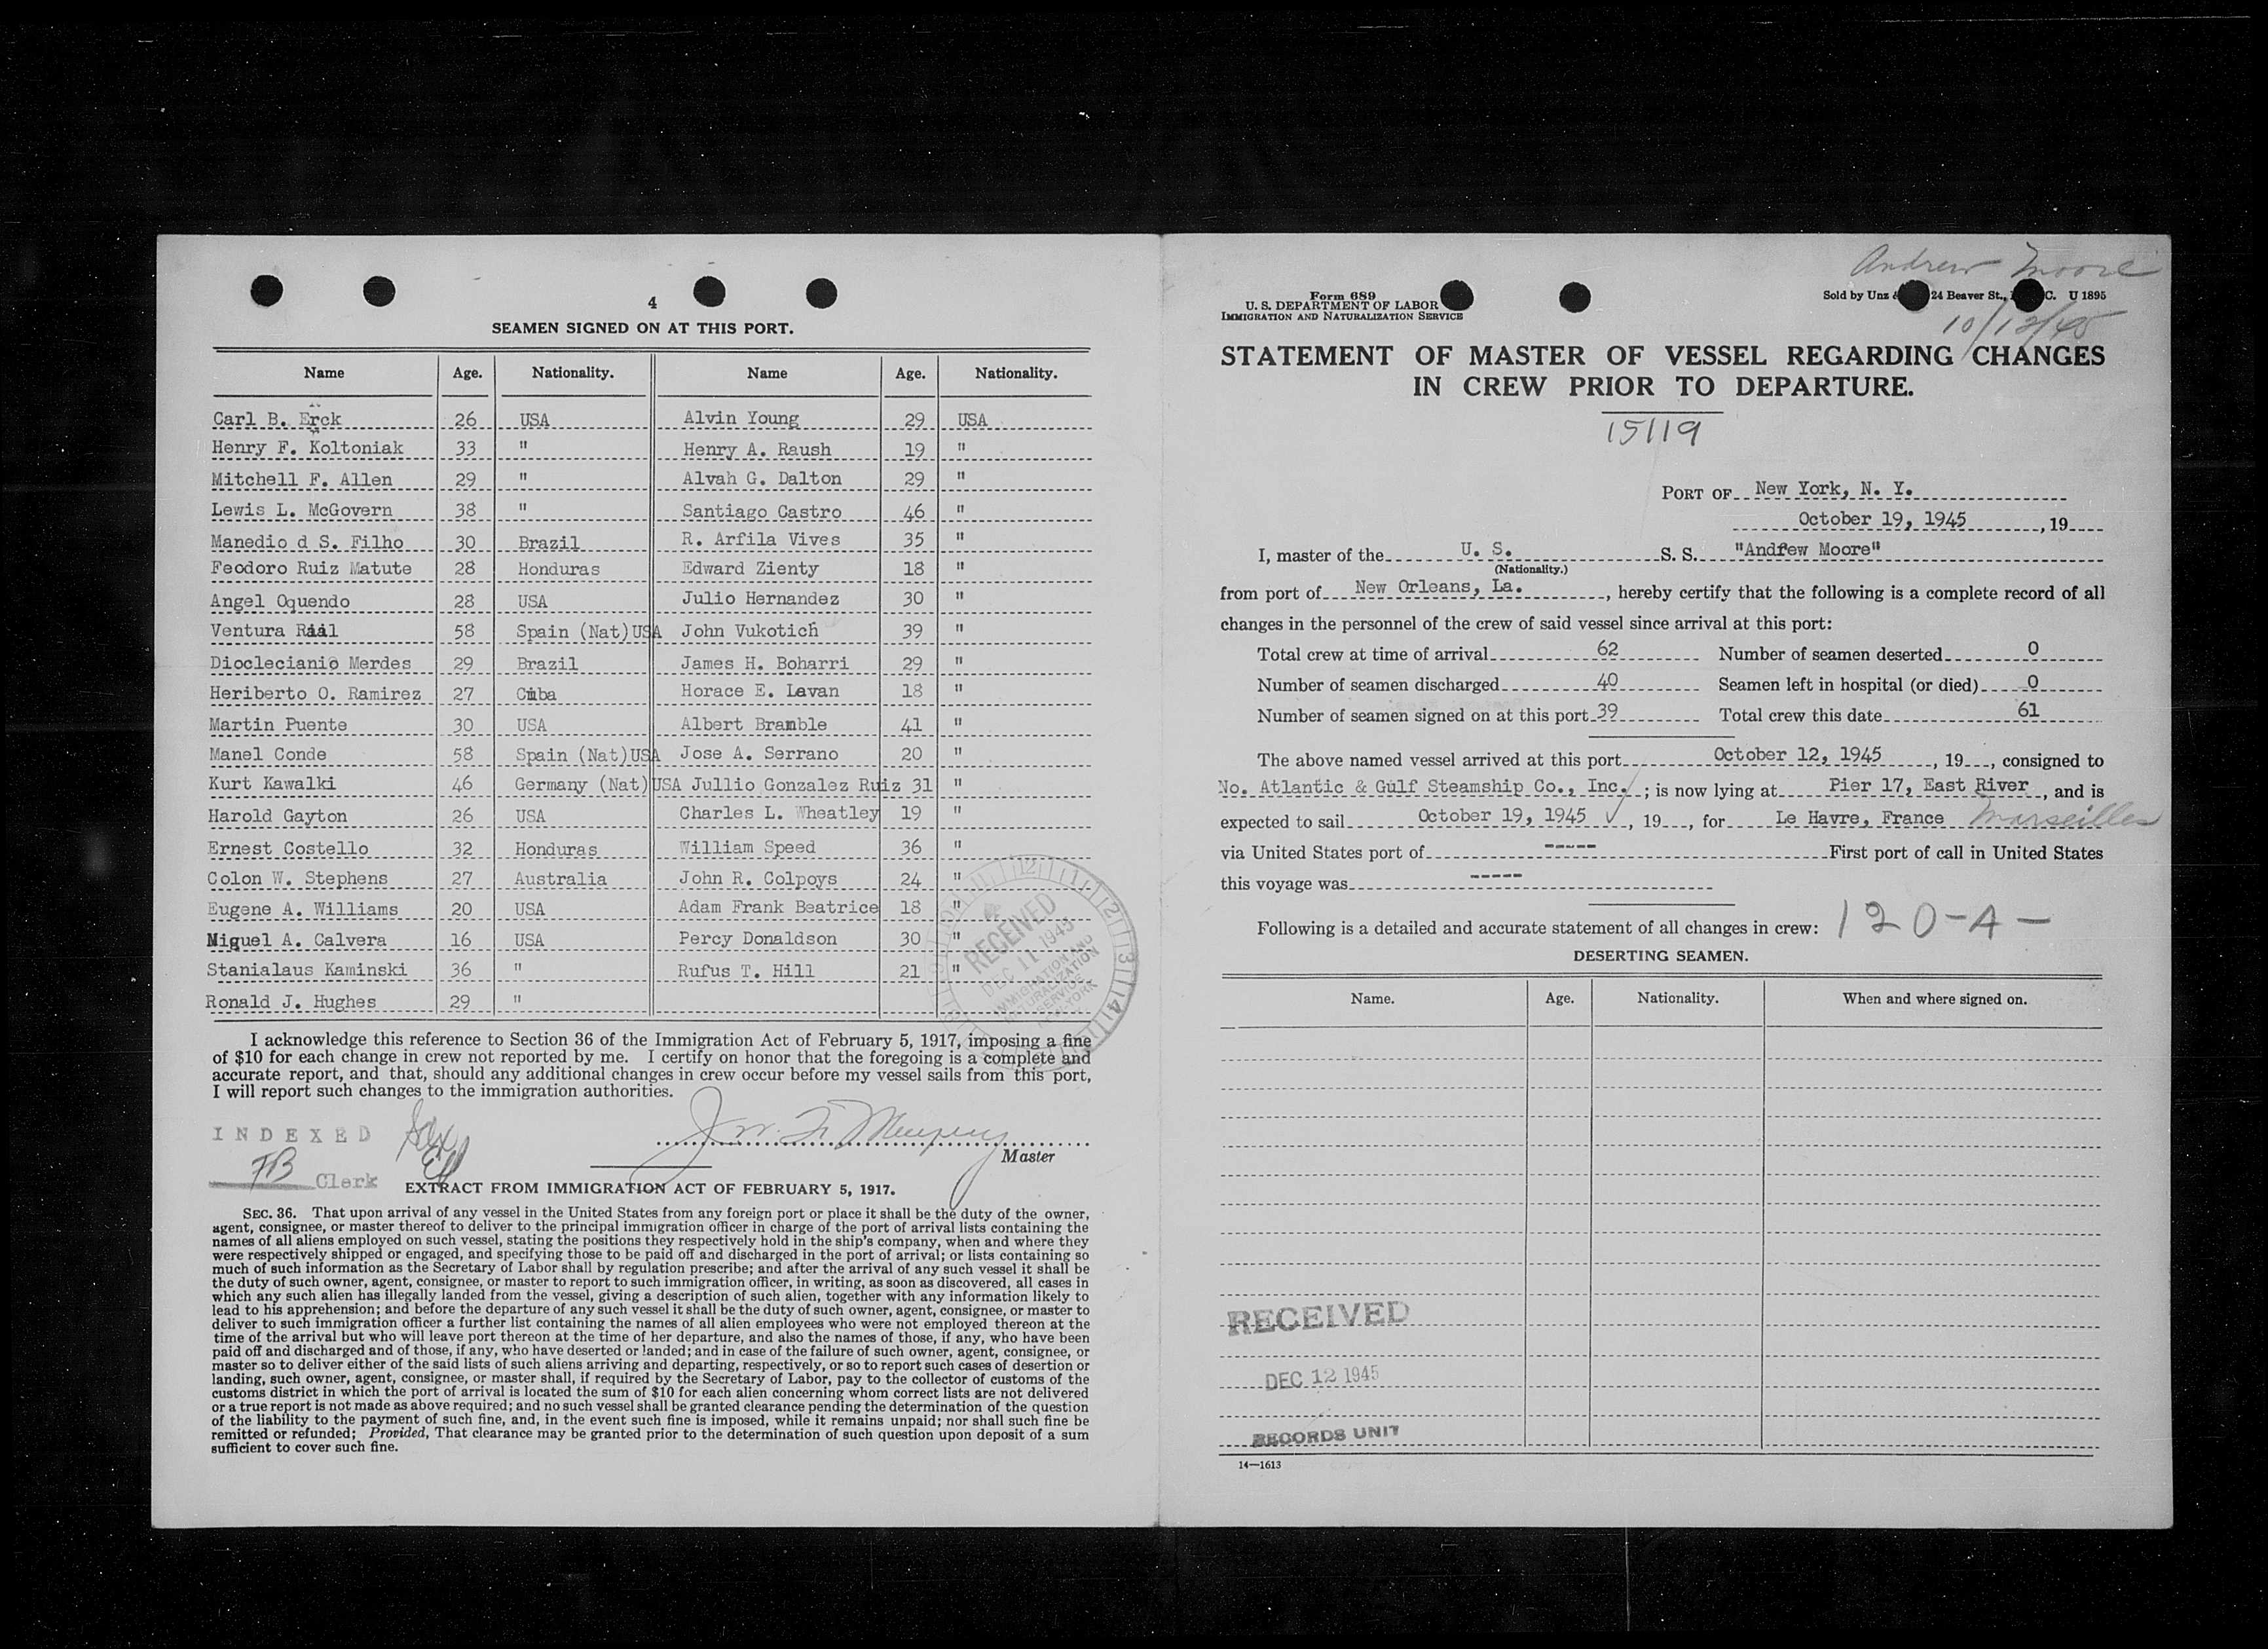 4
SEAMEN SIGNED ON AT THIS PORT.
Name Age. Nationality. Name Age. Nationality.
Carl B. Erck 26 USA Alvin Young 29 USA
Henry F. Koltoniak 33 " Henry A. Raush 19 "
Mitchell F. Allen 29 " Alvah G. Dalton 29 "
Lewis L. McGovern 38 " Santiago Castro 46 "
Manedio d S. Filho 30 Brazil R. Arfila Vives 35 "
Feodoro Ruiz Matute 28 Honduras Edward Zienty 18 "
Angel Oquendo 28 USA Julio Hernandez 30 "
Ventura Rial 58 Spain (Nat)USA John Vukotich 39 "
Dioclecianio Merdes 29 Brazil James H. Boharri 29 "
Heriberto O. Ramirez 27 Cuba Horace E. Lavan 18 "
Martin Puente 30 USA Albert Bramble 41 "
Manel Conde 58 Spain (Nat)USA Jose A. Serrano 20 "
Kurt Kawalki 46 Germany (Nat)USA Jullio Gonzalez Ruiz 31 "
Harold Gayton 26 USA Charles L. Wheatley 19 "
Ernest Costello 32 Honduras William Speed 36 "
Colon W. Stephens 27 Australia John R. Colpoys 24 "
Eugene A. Williams 20 USA Adam Frank Beatrice 18 "
Miguel A. Calvera 16 USA Percy Donaldson 30 "
Stanialaus Kaminski 36 " Rufus T. Hill 21 "
Ronald J. Hughes 29 "
RECEIVED
DEC 11 1945
IMMIGRATION AND
NATURALIZATION
SERVICE
NEW YORK
I acknowledge this reference to Section 36 of the Immigration Act of February 5, 1917, imposing a fine
of $10 for each change in crew not reported by me. I certify on honor that the foregoing is a complete and
accurate report, and that, should any additional changes in crew occur before my vessel sails from this port,
I will report such changes to the immigration authorities.
INDEXED
Master
FB Clerk
EXTRACT FROM IMMIGRATION ACT OF FEBRUARY 5, 1917.
SEC. 36. That upon arrival of any vessel in the United States from any foreign port or place it shall be the duty of the owner,
agent, consignee, or master thereof to deliver to the principal immigration officer in charge of the port of arrival lists containing the
names of all aliens employed on such vessel, stating the positions they respectively hold in the ship's company, when and where they
were respectively shipped or engaged, and specifying those to be paid off and discharged in the port of arrival; or lists containing so
much of such information as the Secretary of Labor shall by regulation prescribe; and after the arrival of any such vessel it shall be
the duty of such owner, agent, consignee, or master to report to such immigration officer, in writing, as soon as discovered, all cases in
which any such alien has illegally landed from the vessel, giving a description of such alien, together with any information likely to
lead to his apprehension; and before the departure of any such vessel it shall be the duty of such owner, agent, consignee, or master to
deliver to such immigration officer a further list containing the names of all alien employees who were not employed thereon at the
time of the arrival but who will leave port thereon at the time of her departure, and also the names of those, if any, who have been
paid off and discharged and of those, if any, who have deserted or landed; and in case of the failure of such owner, agent, consignee, or
master so to deliver either of the said lists of such aliens arriving and departing, respectively, or so to report such cases of desertion or
landing, such owner, agent, consignee, or master shall, if required by the Secretary of Labor, pay to the collector of customs of the
customs district in which the port of arrival is located the sum of $10 for each alien concerning whom correct lists are not delivered
or a true report is not made as above required; and no such vessel shall be granted clearance pending the determination of the question
of the liability to the payment of such fine, and, in the event such fine is imposed, while it remains unpaid; nor shall such fine be
remitted or refunded; Provided, That clearance may be granted prior to the determination of such question upon deposit of a sum
sufficient to cover such fine.
Andrew Moore
Form 689
U. S. DEPARTMENT OF LABOR
IMMIGRATION AND NATURALIZATION SERVICE
Sold by Unz 24 Beaver St., C. U 1895
10/12/45
STATEMENT OF MASTER OF VESSEL REGARDING CHANGES
IN CREW PRIOR TO DEPARTURE.
15119
PORT OF New York, N. Y.
October 19, 1945, 19
I, master of the U. S. S. S. "Andrew Moore"
(Nationality.)
from port of New Orleans, La., hereby certify that the following is a complete record of all
changes in the personnel of the crew of said vessel since arrival at this port:
Total crew at time of arrival 62 Number of seamen deserted 0
Number of seamen discharged 40 Seamen left in hospital (or died) 0
Number of seamen signed on at this port 39 Total crew this date 61
The above named vessel arrived at this port October 12, 1945, 19, consigned to
No. Atlantic & Gulf Steamship Co., Inc.; is now lying at Pier 17, East River, and is
expected to sail October 19, 1945, 19, for Le Havre, France Marseilles
via United States port of ----- First port of call in United States
this voyage was -----
Following is a detailed and accurate statement of all changes in crew: 120-A-
DESERTING SEAMEN.
Name. Age. Nationality. When and where signed on.
RECEIVED
DEC 12 1945
RECORDS UNIT
14—1613